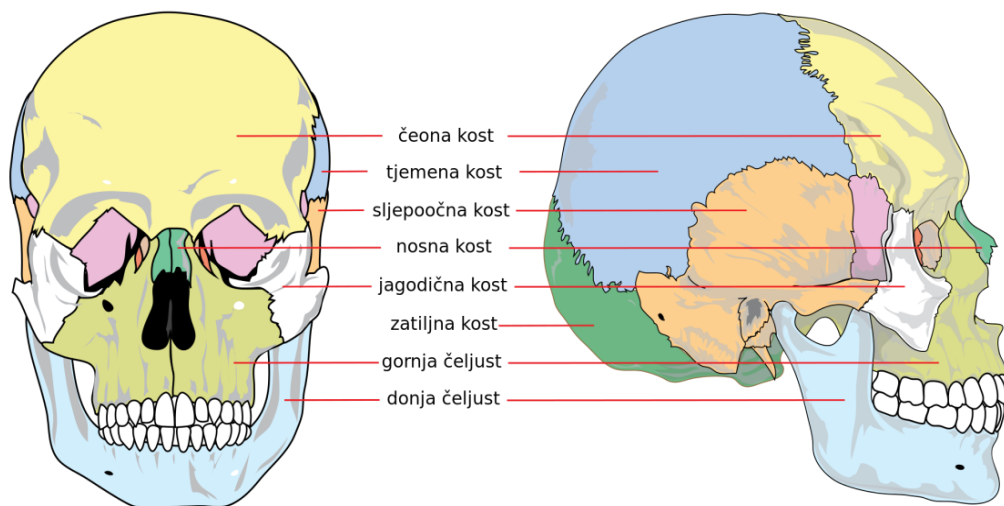 čeona kost
tjemena kost
sljepoočna kost
nosna kost
jagodična kost
zatiljna kost
gornja čeljust
donja čeljust